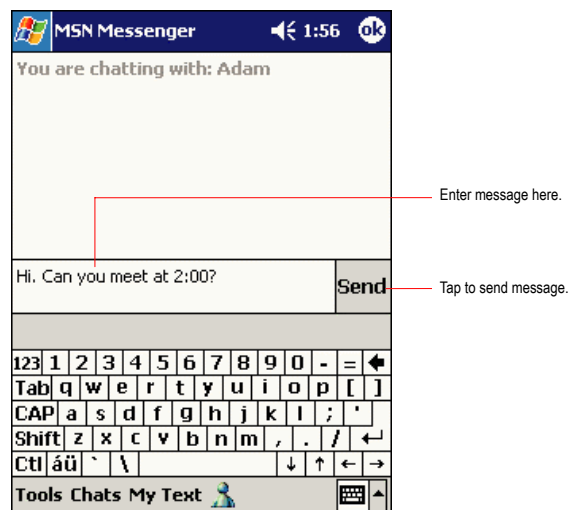 MSN Messenger 1:56 ok
You are chatting with: Adam
Enter message here.
Hi. Can you meet at 2:00?
Send
Tap to send message.
123 1 2 3 4 5 6 7 8 9 0 - =
Tab q w e r t y u i o p [ ]
CAP a s d f g h j k l ; '
Shift z x c v b n m , . /
Ctl áü ` \
Tools Chats My Text